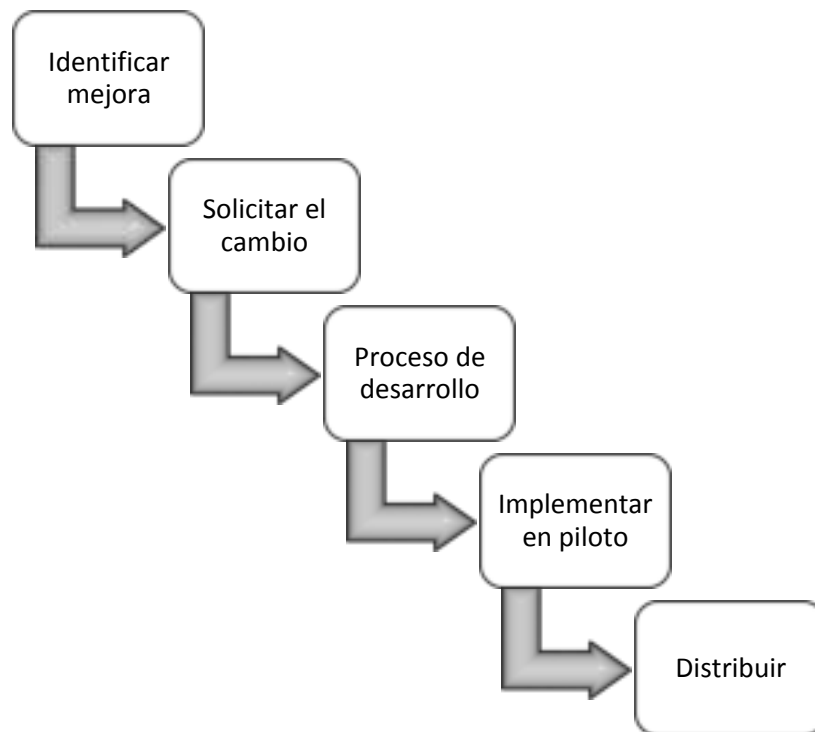 Identificar
mejora
Solicitar el
cambio
Proceso de
desarrollo
Implementar
en piloto
Distribuir